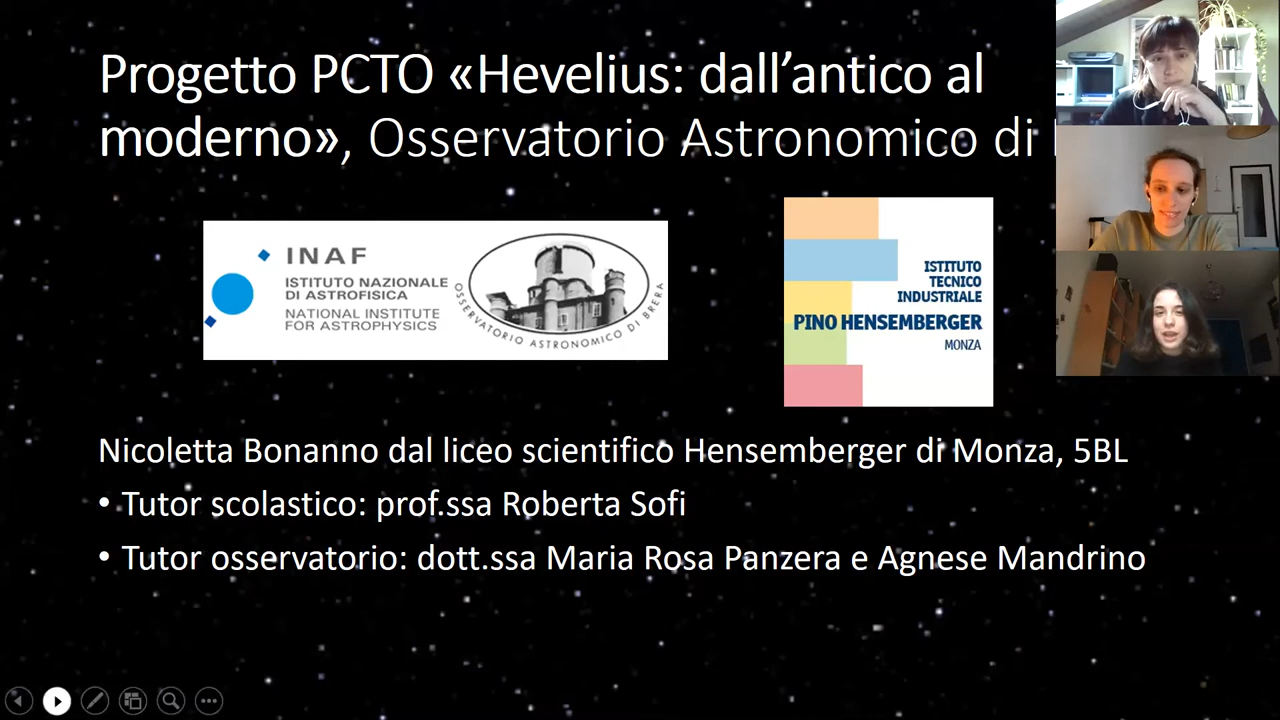 Progetto PCTO «Hevelius: dall’antico al
moderno», Osservatorio Astronomico di
INAF
ISTITUTO NAZIONALE
DI ASTROFISICA
NATIONAL INSTITUTE
FOR ASTROPHYSICS
OSSERVATORIO ASTRONOMICO DI BRERA
ISTITUTO
TECNICO
INDUSTRIALE
PINO HENSEMBERGER
MONZA
Nicoletta Bonanno dal liceo scientifico Hensemberger di Monza, 5BL
• Tutor scolastico: prof.ssa Roberta Sofi
• Tutor osservatorio: dott.ssa Maria Rosa Panzera e Agnese Mandrino